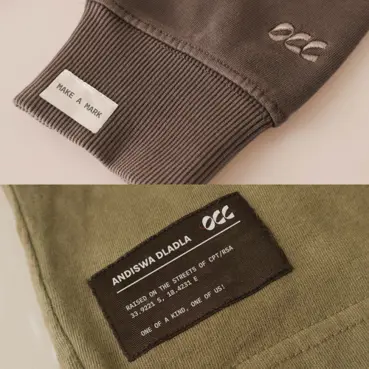 OCC
MAKE A MARK
ANDISWA DLADLA
OCC
RAISED ON THE STREETS OF CPT/RSA
33.9221 S, 18.4231 E
ONE OF A KIND, ONE OF US!